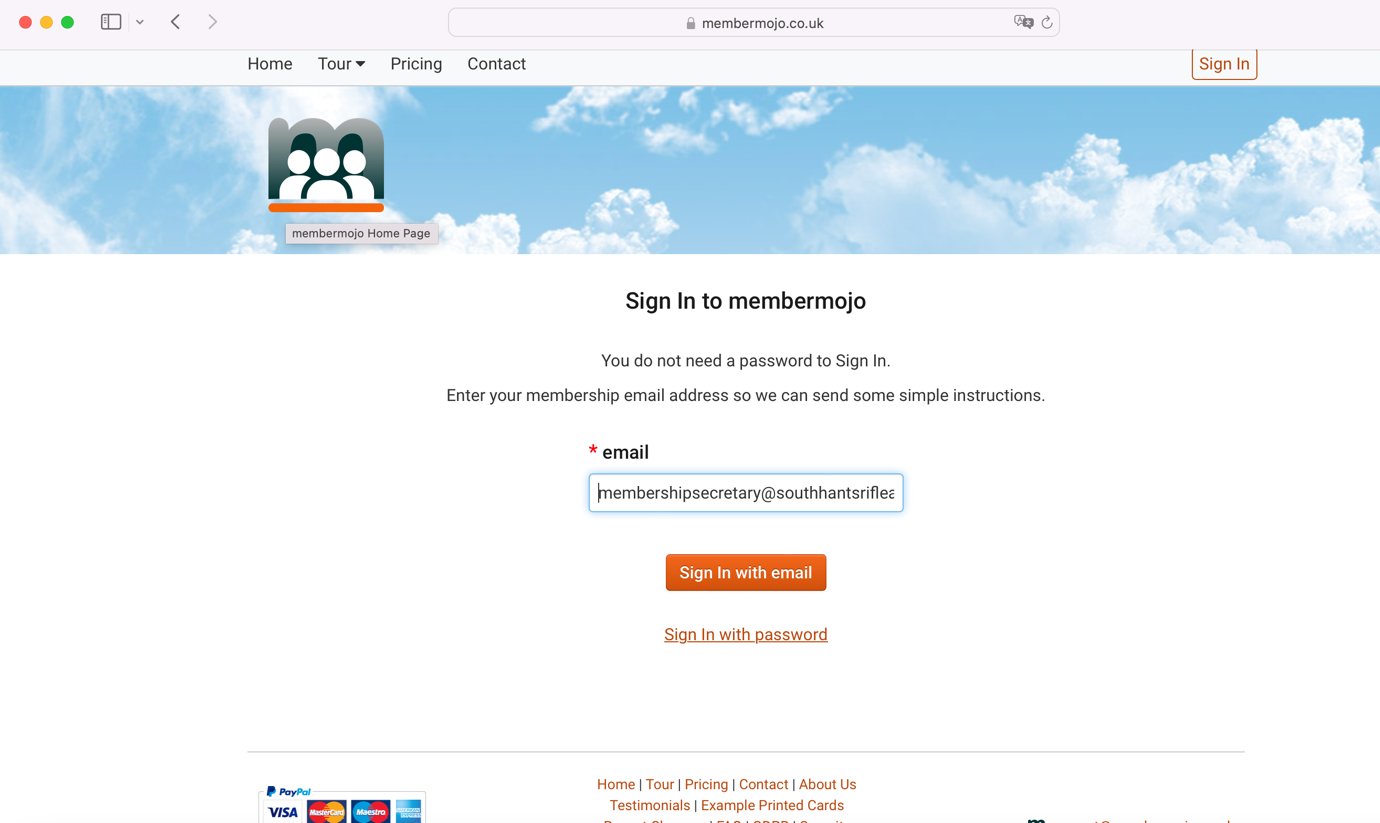 membermojo.co.uk
Home Tour Pricing Contact Sign In
membermojo Home Page
Sign In to membermojo
You do not need a password to Sign In.
Enter your membership email address so we can send some simple instructions.
* email
membershipsecretary@southhantsriflea
Sign In with email
Sign In with password
Home | Tour | Pricing | Contact | About Us
Testimonials | Example Printed Cards
PayPal
VISA MasterCard Maestro